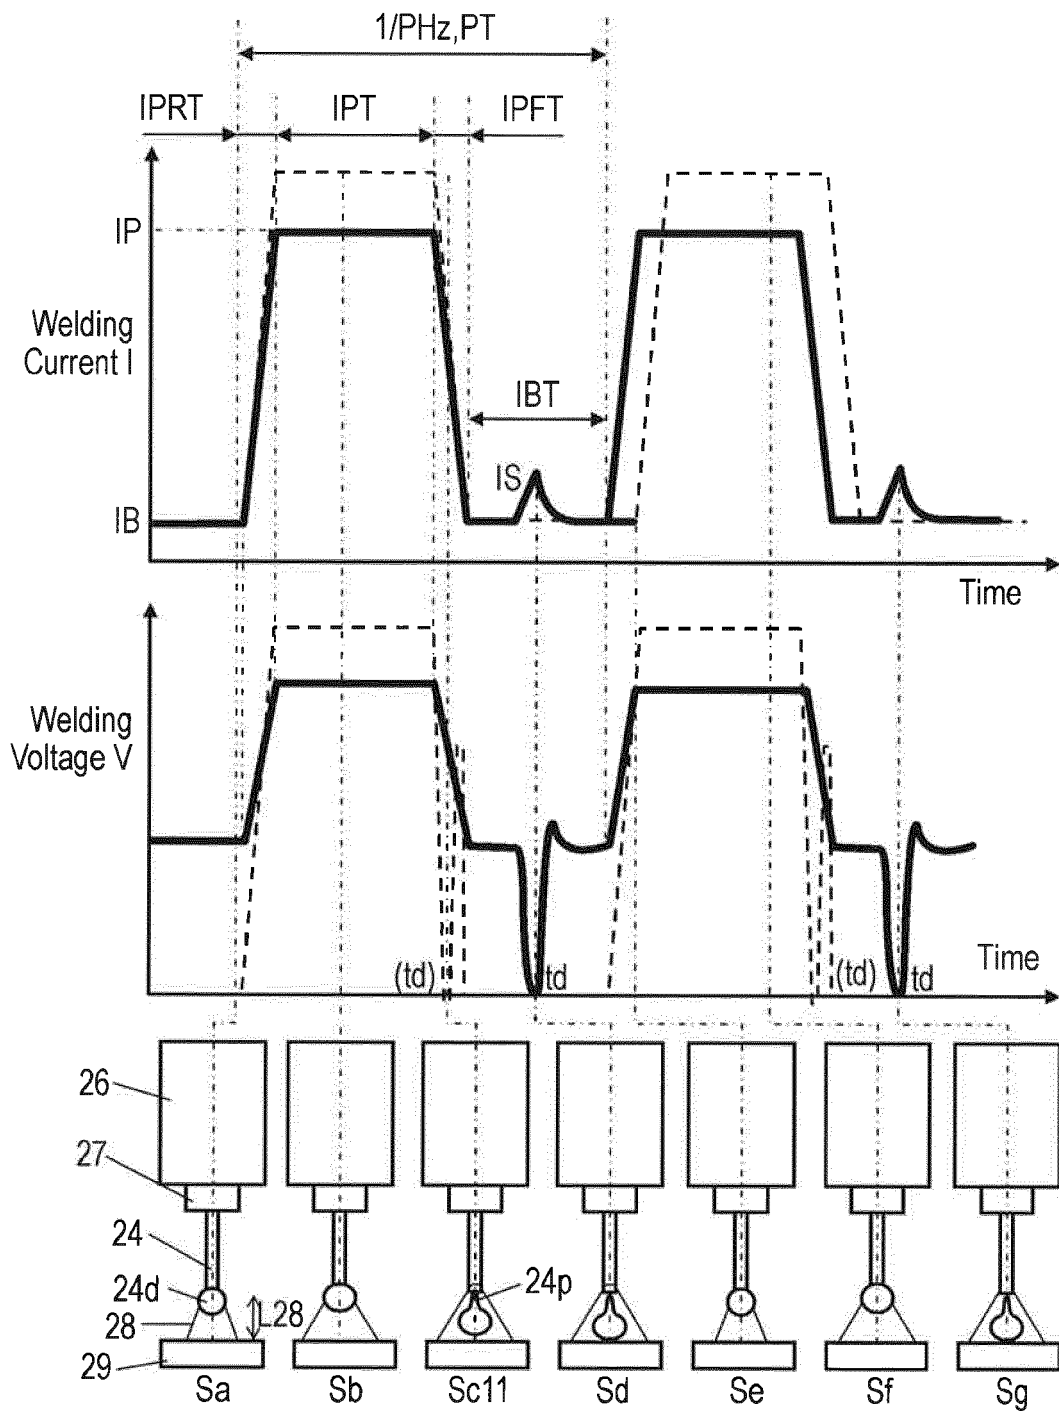 1/PHz,PT
IPRT IPT IPFT
IP
Welding
Current I
IBT
IS
IB
Time
Welding
Voltage V
(td) td (td) td
Time
26
27
24
24d
28
L28
24p
29
Sa Sb Sc11 Sd Se Sf Sg